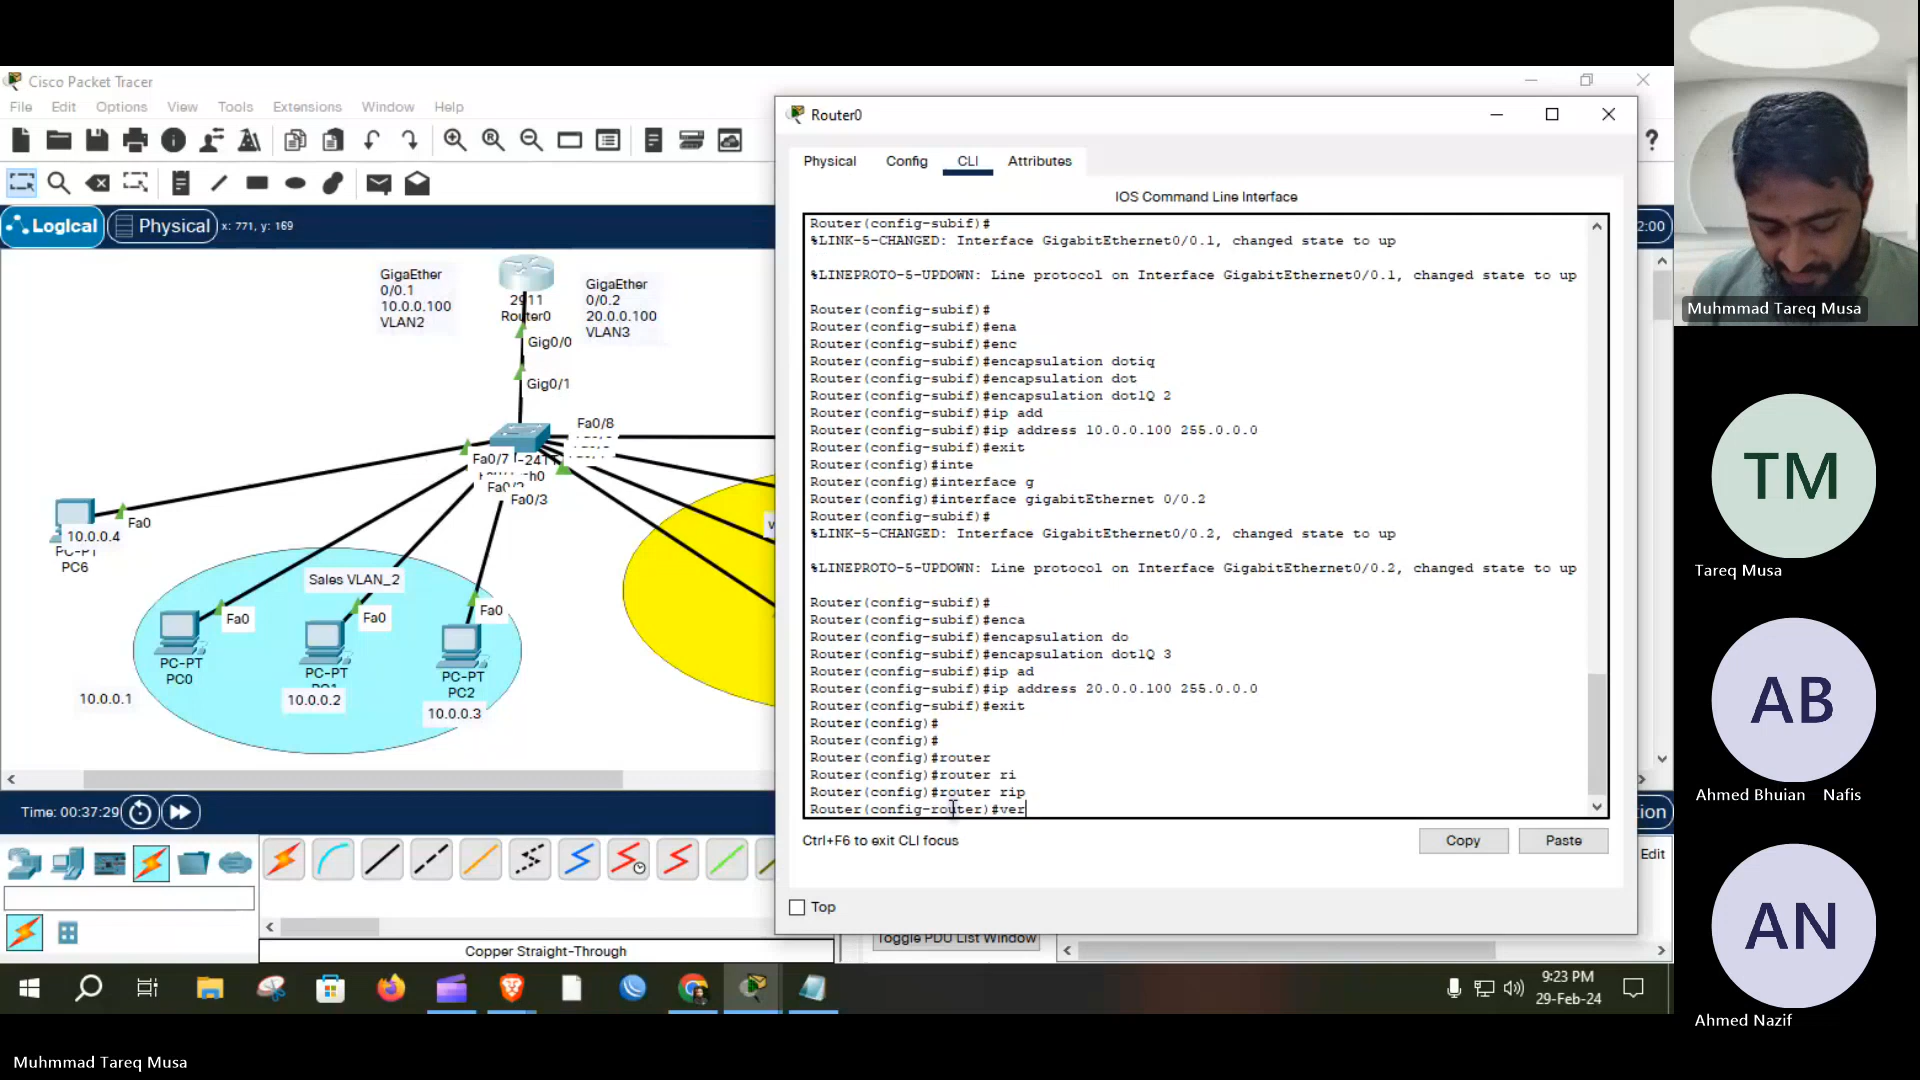 Cisco Packet Tracer
File Edit Options View Tools Extensions Window Help
Logical Physical x: 771, y: 169
GigaEther
0/0.1
10.0.0.100
VLAN2
2911
Router0
GigaEther
0/0.2
20.0.0.100
VLAN3
Gig0/0
Gig0/1
Fa0/8
Fa0/7
Fa0/3
Fa0
10.0.0.4
PC-PT
PC6
Sales VLAN_2
Fa0
Fa0
Fa0
PC-PT
PC0
PC-PT
PC-PT
PC2
10.0.0.1
10.0.0.2
10.0.0.3
Time: 00:37:29
Copper Straight-Through
Router0
Physical Config CLI Attributes
IOS Command Line Interface
Router(config-subif)#
%LINK-5-CHANGED: Interface GigabitEthernet0/0.1, changed state to up
%LINEPROTO-5-UPDOWN: Line protocol on Interface GigabitEthernet0/0.1, changed state to up
Router(config-subif)#
Router(config-subif)#ena
Router(config-subif)#enc
Router(config-subif)#encapsulation dotiq
Router(config-subif)#encapsulation dot
Router(config-subif)#encapsulation dot1Q 2
Router(config-subif)#ip add
Router(config-subif)#ip address 10.0.0.100 255.0.0.0
Router(config-subif)#exit
Router(config)#inte
Router(config)#interface g
Router(config)#interface gigabitEthernet 0/0.2
Router(config-subif)#
%LINK-5-CHANGED: Interface GigabitEthernet0/0.2, changed state to up
%LINEPROTO-5-UPDOWN: Line protocol on Interface GigabitEthernet0/0.2, changed state to up
Router(config-subif)#
Router(config-subif)#enca
Router(config-subif)#encapsulation do
Router(config-subif)#encapsulation dot1Q 3
Router(config-subif)#ip ad
Router(config-subif)#ip address 20.0.0.100 255.0.0.0
Router(config-subif)#exit
Router(config)#
Router(config)#
Router(config)#router
Router(config)#router ri
Router(config)#router rip
Router(config-router)#ver
Ctrl+F6 to exit CLI focus
Copy Paste
Top
Toggle PDU List Window
2:00
Edit
9:23 PM
29-Feb-24
Muhmmad Tareq Musa
TM
Tareq Musa
AB
Ahmed Bhuian Nafis
AN
Ahmed Nazif
Muhmmad Tareq Musa